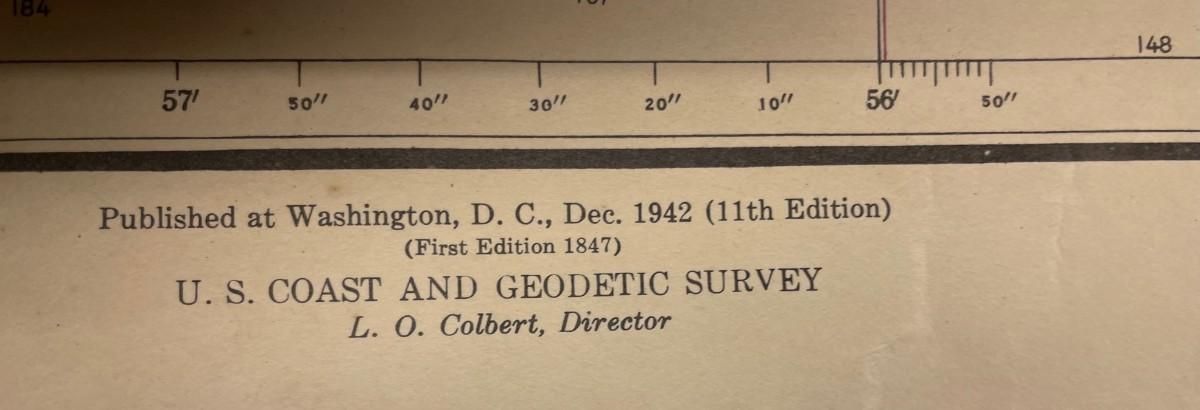 184
148
57′ 50″ 40″ 30″ 20″ 10″ 56′ 50″
Published at Washington, D. C., Dec. 1942 (11th Edition)
(First Edition 1847)
U. S. COAST AND GEODETIC SURVEY
L. O. Colbert, Director